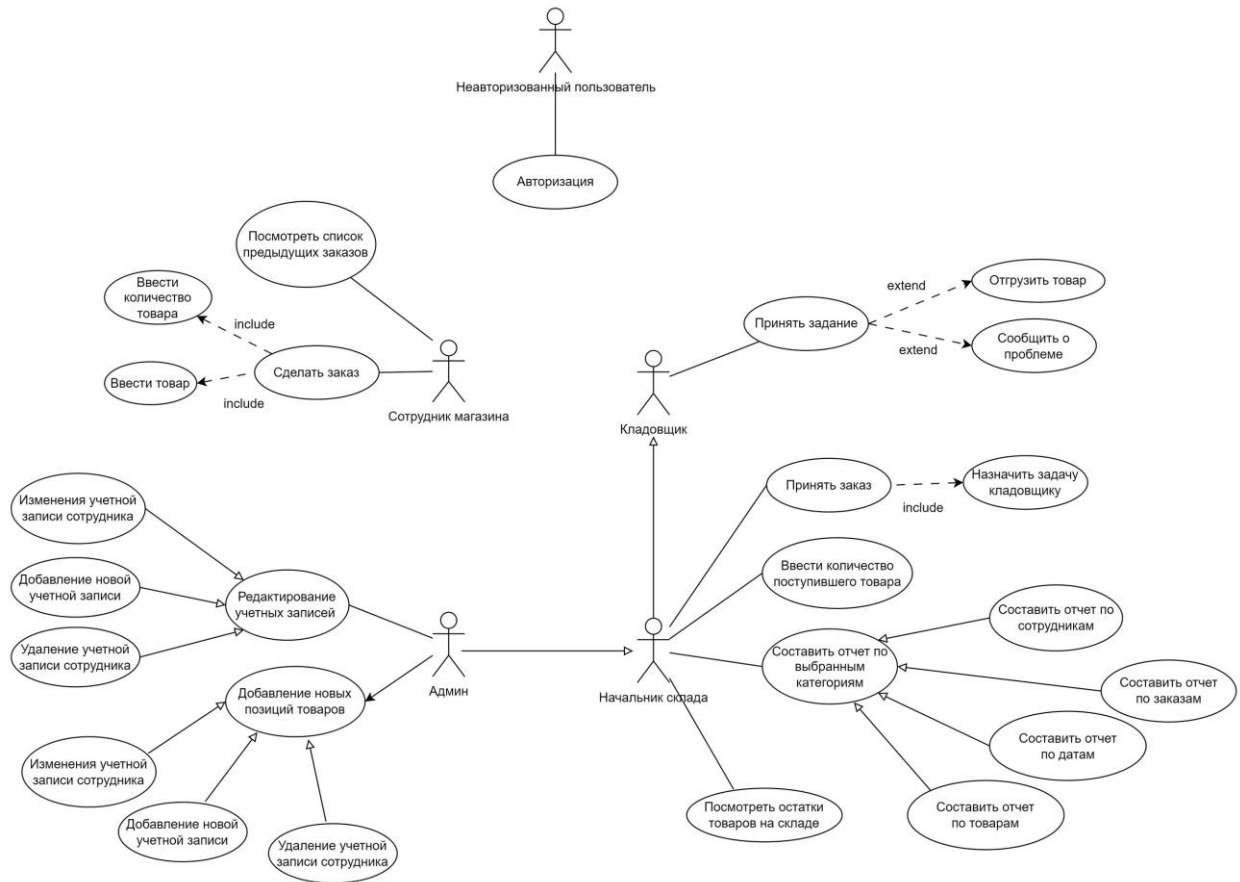 Неавторизованный пользователь
Авторизация
Посмотреть список
предыдущих заказов
Ввести
количество
товара
include
Сделать заказ
Ввести товар
include
Сотрудник магазина
extend
Отгрузить товар
Принять задание
extend
Сообщить о
проблеме
Кладовщик
Принять заказ
include
Назначить задачу
кладовщику
Изменения учетной
записи сотрудника
Добавление новой
учетной записи
Удаление учетной
записи сотрудника
Редактирование
учетных записей
Админ
Добавление новых
позиций товаров
Изменения учетной
записи сотрудника
Добавление новой
учетной записи
Удаление учетной
записи сотрудника
Ввести количество
поступившего товара
Начальник склада
Составить отчет по
выбранным
категориям
Составить отчет по
сотрудникам
Составить отчет
по заказам
Составить отчет
по датам
Составить отчет
по товарам
Посмотреть остатки
товаров на складе